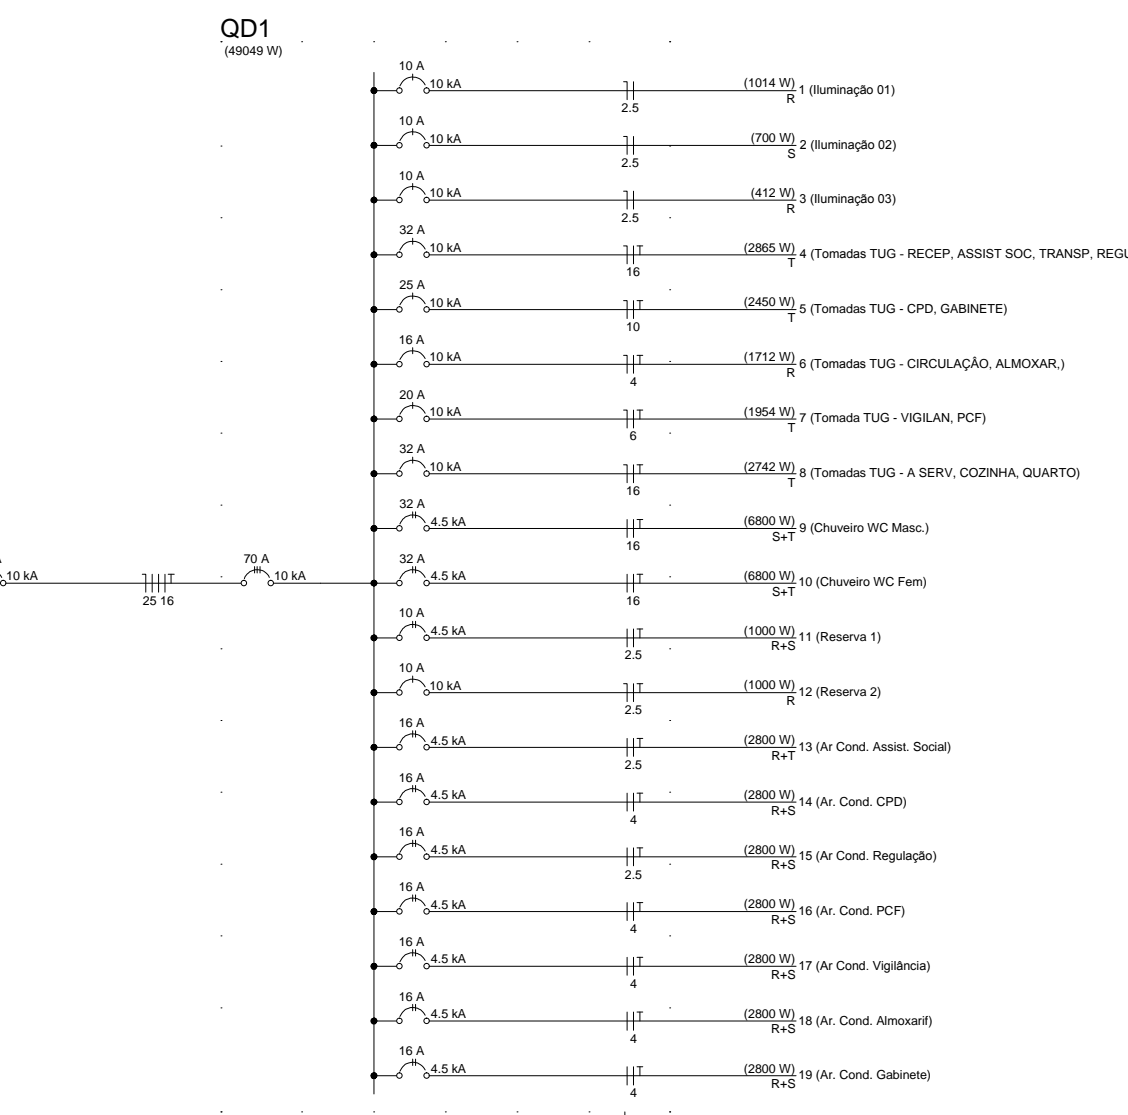 QD1
(49049 W)
10 A
10 kA
2.5
(1014 W)
R
1 (Iluminação 01)
10 A
10 kA
2.5
(700 W)
S
2 (Iluminação 02)
10 A
10 kA
2.5
(412 W)
R
3 (Iluminação 03)
32 A
10 kA
T
16
(2865 W)
T
4 (Tomadas TUG - RECEP, ASSIST SOC, TRANSP, REGU
25 A
10 kA
T
10
(2450 W)
T
5 (Tomadas TUG - CPD, GABINETE)
16 A
10 kA
T
4
(1712 W)
R
6 (Tomadas TUG - CIRCULAÇÂO, ALMOXAR,)
20 A
10 kA
T
6
(1954 W)
T
7 (Tomada TUG - VIGILAN, PCF)
32 A
10 kA
T
16
(2742 W)
T
8 (Tomadas TUG - A SERV, COZINHA, QUARTO)
32 A
4.5 kA
T
16
(6800 W)
S+T
9 (Chuveiro WC Masc.)
10 kA
T
25 16
70 A
10 kA
32 A
4.5 kA
T
16
(6800 W)
S+T
10 (Chuveiro WC Fem)
10 A
4.5 kA
T
2.5
(1000 W)
R+S
11 (Reserva 1)
10 A
10 kA
T
2.5
(1000 W)
R
12 (Reserva 2)
16 A
4.5 kA
T
2.5
(2800 W)
R+T
13 (Ar Cond. Assist. Social)
16 A
4.5 kA
T
4
(2800 W)
R+S
14 (Ar. Cond. CPD)
16 A
4.5 kA
T
2.5
(2800 W)
R+S
15 (Ar Cond. Regulação)
16 A
4.5 kA
T
4
(2800 W)
R+S
16 (Ar. Cond. PCF)
16 A
4.5 kA
T
4
(2800 W)
R+S
17 (Ar Cond. Vigilância)
16 A
4.5 kA
T
4
(2800 W)
R+S
18 (Ar. Cond. Almoxarif)
16 A
4.5 kA
T
4
(2800 W)
R+S
19 (Ar. Cond. Gabinete)